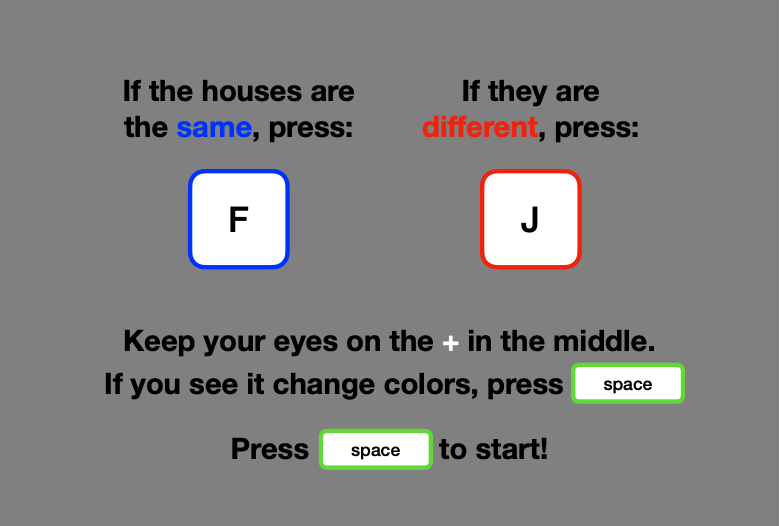 If the houses are
the same, press:
F
If they are
different, press:
J
Keep your eyes on the + in the middle.
If you see it change colors, press space
Press space to start!